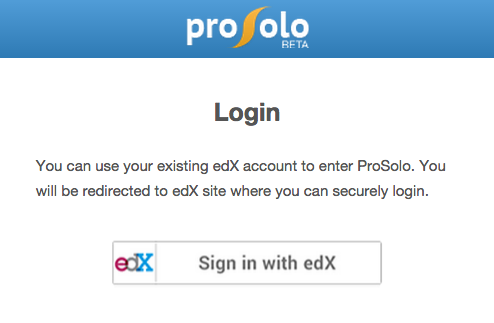 proSolo
BETA
Login
You can use your existing edX account to enter ProSolo. You
will be redirected to edX site where you can securely login.
edX Sign in with edX